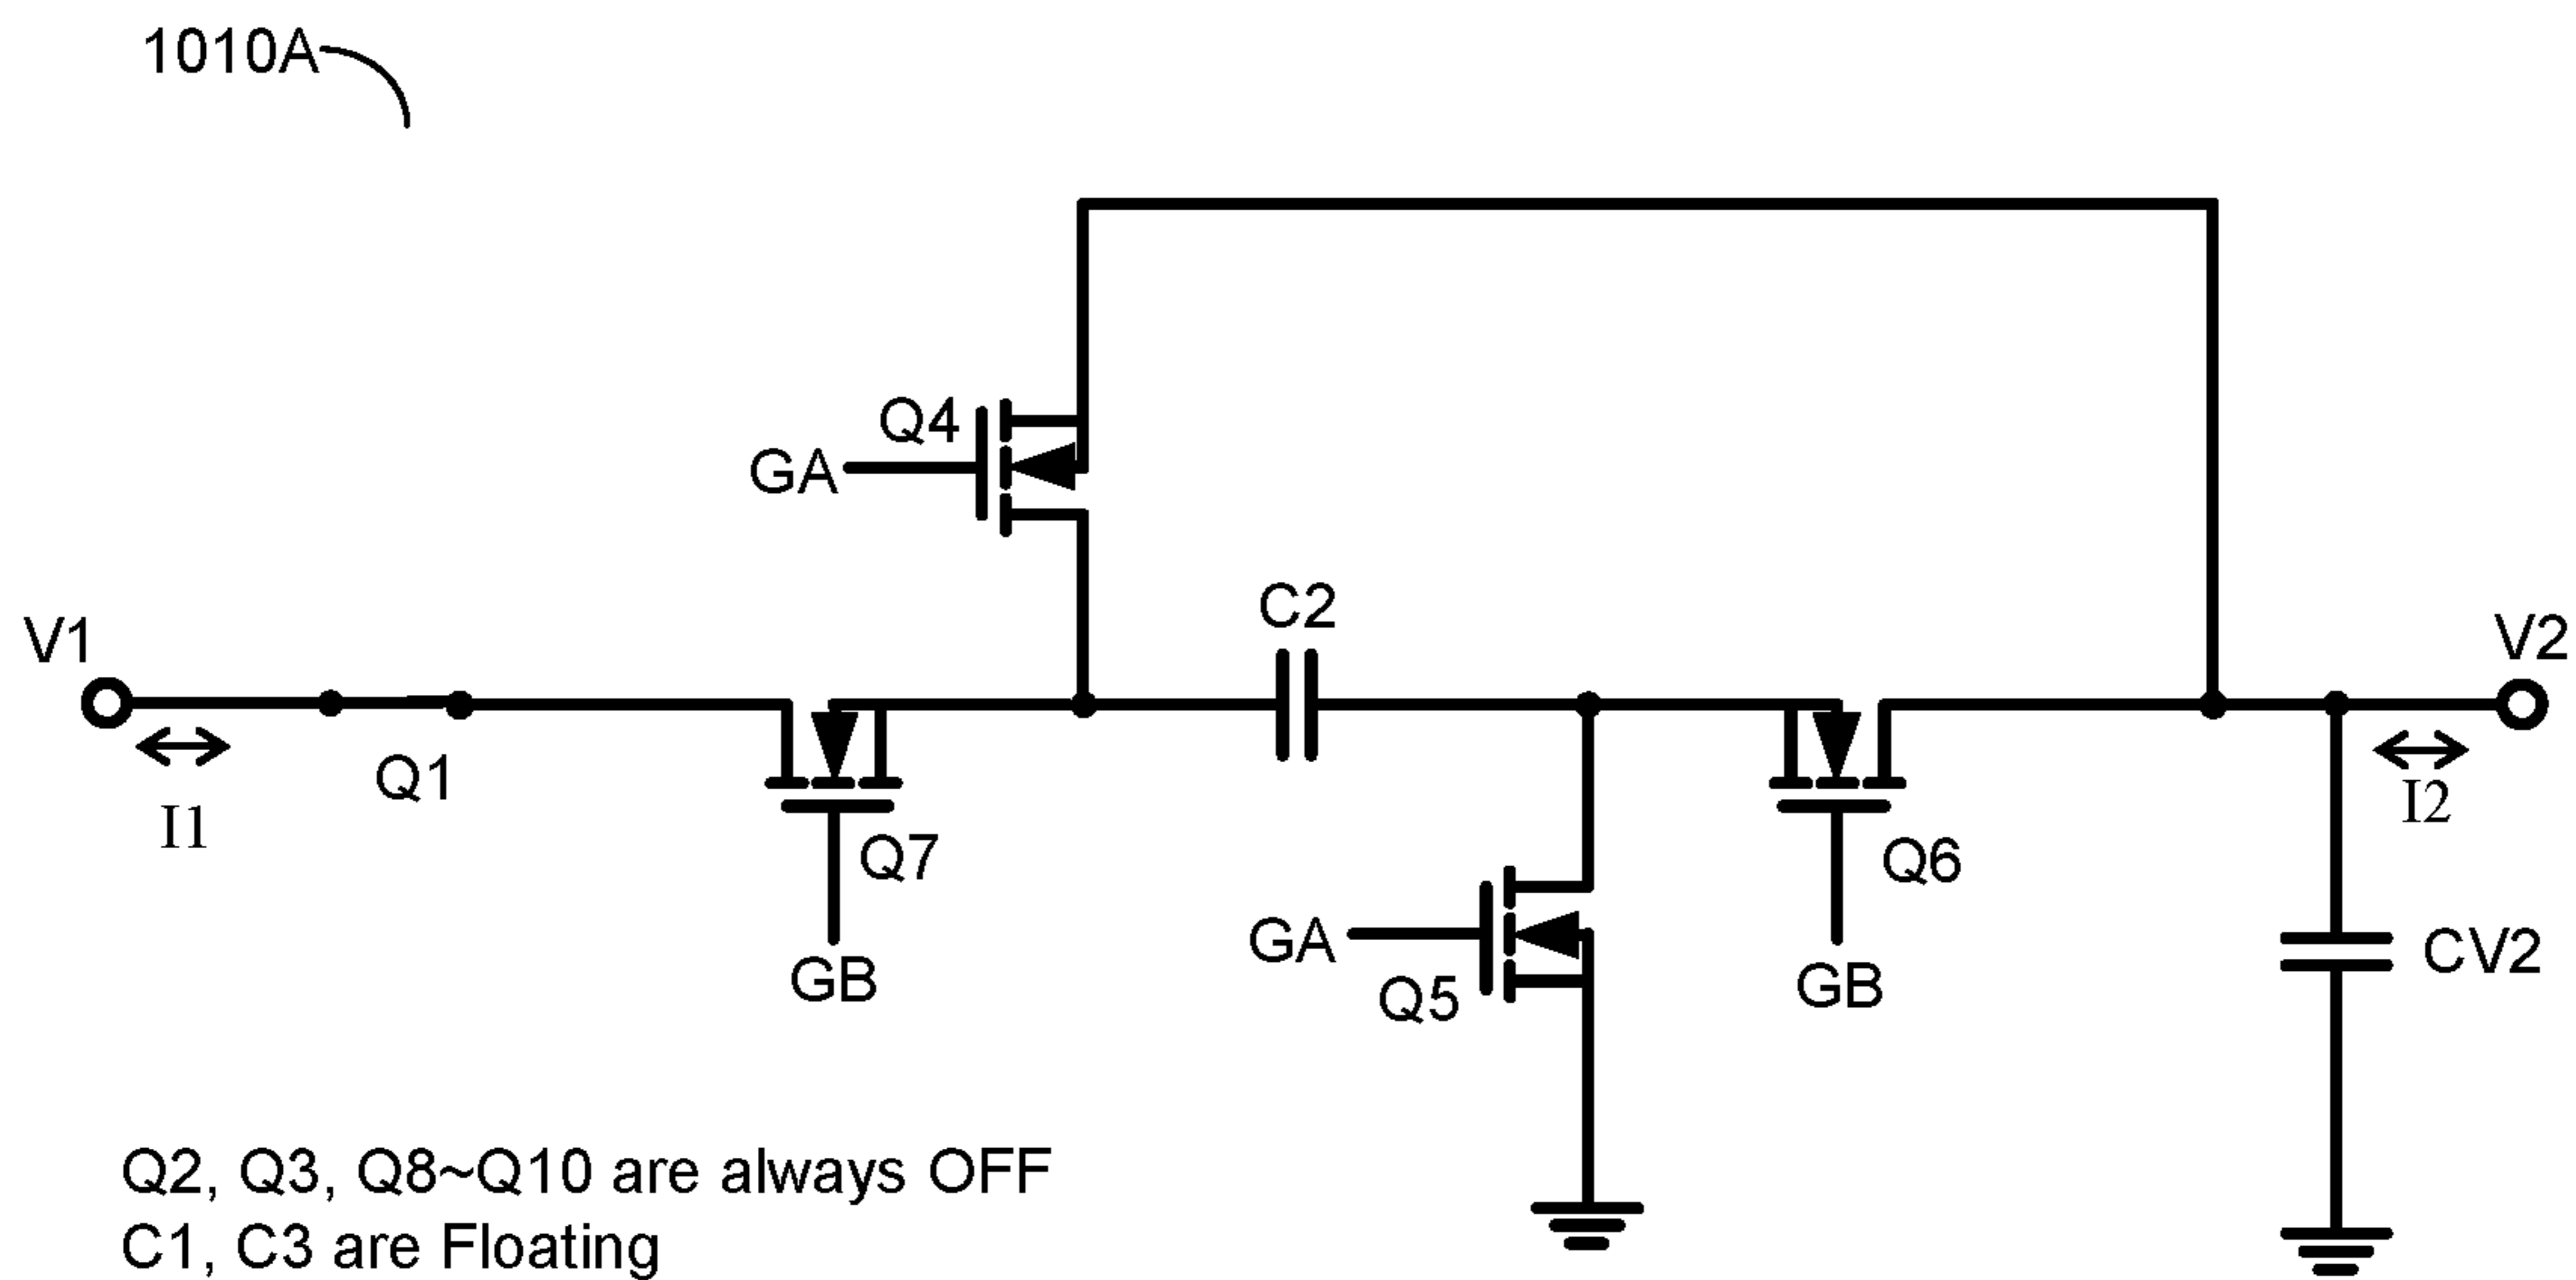 1010A
Q4
GA
C2
V1
V2
Q1
I1
I2
Q7
Q6
GA
Q5
GB
GB
CV2
Q2, Q3, Q8~Q10 are always OFF
C1, C3 are Floating